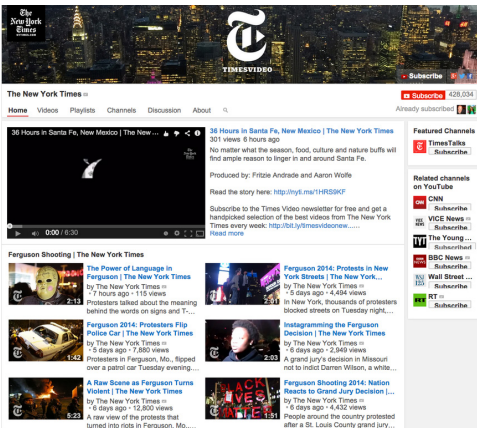 The
New York
Times
TIMESVIDEO
Subscribe
The New York Times
Subscribe 428,034
Home Videos Playlists Channels Discussion About
Already subscribed
36 Hours in Santa Fe, New Mexico | The New ...
0:00 / 6:30
36 Hours in Santa Fe, New Mexico | The New York Times
301 views 6 hours ago
No matter what the season, food, culture and nature buffs will
find ample reason to linger in and around Santa Fe.
Produced by: Fritzie Andrade and Aaron Wolfe
Read the story here: http://nyti.ms/1HRS9KF
Subscribe to the Times Video newsletter for free and get a
handpicked selection of the best videos from The New York
Times every week: http://bit.ly/timesvideonew......
Read more
Featured Channels
TimesTalks
Subscribe
Related channels
on YouTube
CNN
Subscribe
VICE News
Subscribe
TYT
The Young ...
Subscribe
BBC News
Subscribe
Wall Street ...
Subscribe
RT
Subscribe
Ferguson Shooting | The New York Times
2:13
The Power of Language in
Ferguson | The New York Times
by The New York Times
• 7 hours ago • 115 views
Protesters talked about the meaning
behind the words on signs and T-...
2:25
Ferguson 2014: Protests in New
York Streets | The New York...
by The New York Times
• 5 days ago • 4,494 views
In New York, thousands of protesters
blocked streets on Tuesday night,...
1:42
Ferguson 2014: Protesters Flip
Police Car | The New York Times
by The New York Times
• 5 days ago • 7,880 views
Protesters in Ferguson, Mo., flipped
over a patrol car Tuesday evening....
2:03
Instagramming the Ferguson
Decision | The New York Times
by The New York Times
• 6 days ago • 2,949 views
A grand jury's decision in Missouri
not to indict Darren Wilson, a white...
5:23
A Raw Scene as Ferguson Turns
Violent | The New York Times
by The New York Times
• 6 days ago • 12,800 views
A raw view of the protests that
turned into riots in Ferguson, Mo.,...
BLACK
LIVES
MATTER
1:51
Ferguson Shooting 2014: Nation
Reacts to Grand Jury Decision |...
by The New York Times
• 6 days ago • 4,432 views
People around the country protested
after a St. Louis County grand jury...